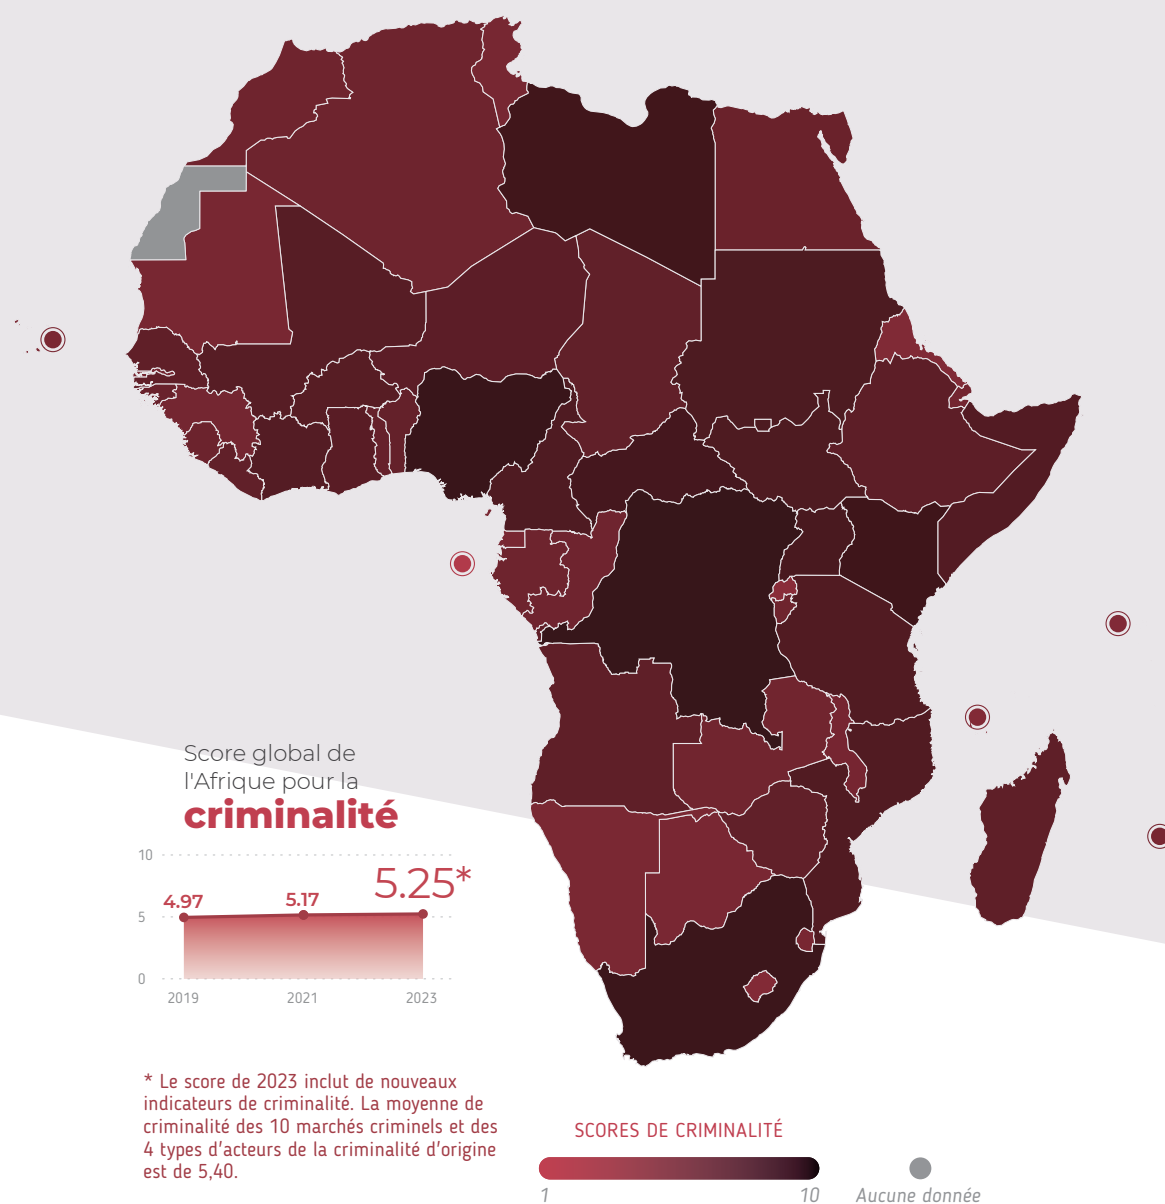 Score global de
l'Afrique pour la
criminalité
10
5.25*
4.97
5.17
5
0
2019
2021
2023
* Le score de 2023 inclut de nouveaux
indicateurs de criminalité. La moyenne de
criminalité des 10 marchés criminels et des
4 types d'acteurs de la criminalité d'origine
est de 5,40.
SCORES DE CRIMINALITÉ
1
10
Aucune donnée